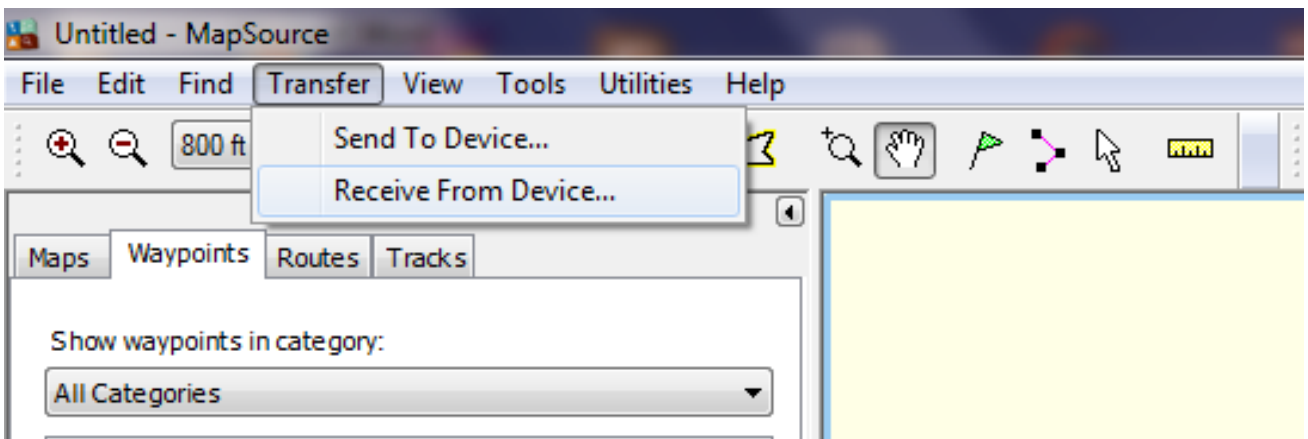 Untitled - MapSource
File Edit Find Transfer View Tools Utilities Help
800 ft
Send To Device...
Receive From Device...
Maps Waypoints Routes Tracks
Show waypoints in category:
All Categories